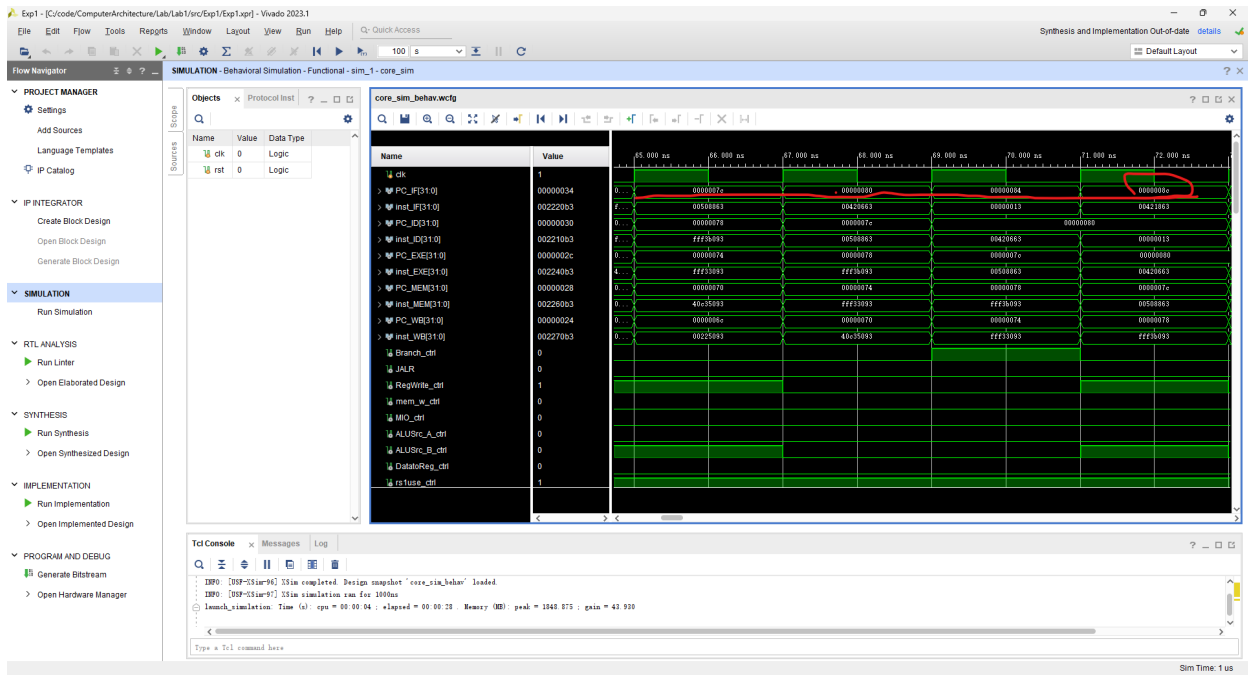 Exp1 - [C:/code/ComputerArchitecture/Lab/Lab1/src/Exp1/Exp1.xpr] - Vivado 2023.1
File Edit Flow Tools Reports Window Layout View Run Help Quick Access
Synthesis and Implementation Out-of-date details
100 s
Default Layout
Flow Navigator
SIMULATION - Behavioral Simulation - Functional - sim_1 - core_sim
PROJECT MANAGER
Settings
Add Sources
Language Templates
IP Catalog
IP INTEGRATOR
Create Block Design
Open Block Design
Generate Block Design
SIMULATION
Run Simulation
RTL ANALYSIS
Run Linter
Open Elaborated Design
SYNTHESIS
Run Synthesis
Open Synthesized Design
IMPLEMENTATION
Run Implementation
Open Implemented Design
PROGRAM AND DEBUG
Generate Bitstream
Open Hardware Manager
Scope
Sources
Objects Protocol Inst
Name Value Data Type
clk 0 Logic
rst 0 Logic
core_sim_behav.wcfg
Name Value
65.000 ns 66.000 ns 67.000 ns 68.000 ns 69.000 ns 70.000 ns 71.000 ns 72.000 ns
clk 1
PC_IF[31:0] 00000034 0... 0000007c 00000080 00000084 0000008c
inst_IF[31:0] 002220b3 f... 00508863 00420663 00000013 00421863
PC_ID[31:0] 00000030 0... 00000078 0000007c 00000080
inst_ID[31:0] 002210b3 f... fff3b093 00508863 00420663 00000013
PC_EXE[31:0] 0000002c 0... 00000074 00000078 0000007c 00000080
inst_EXE[31:0] 002240b3 4... fff33093 fff3b093 00508863 00420663
PC_MEM[31:0] 00000028 0... 00000070 00000074 00000078 0000007c
inst_MEM[31:0] 002260b3 0... 40c35093 fff33093 fff3b093 00508863
PC_WB[31:0] 00000024 0... 0000006c 00000070 00000074 00000078
inst_WB[31:0] 002270b3 0... 00225093 40c35093 fff33093 fff3b093
Branch_ctrl 0
JALR 0
RegWrite_ctrl 1
mem_w_ctrl 0
MIO_ctrl 0
ALUSrc_A_ctrl 0
ALUSrc_B_ctrl 0
DatatoReg_ctrl 0
rs1use_ctrl 1
Tcl Console Messages Log
INFO: [USF-XSim-96] XSim completed. Design snapshot 'core_sim_behav' loaded.
INFO: [USF-XSim-97] XSim simulation ran for 1000ns
launch_simulation: Time (s): cpu = 00:00:04 ; elapsed = 00:00:28 . Memory (MB): peak = 1848.875 ; gain = 43.930
Type a Tcl command here
Sim Time: 1 us